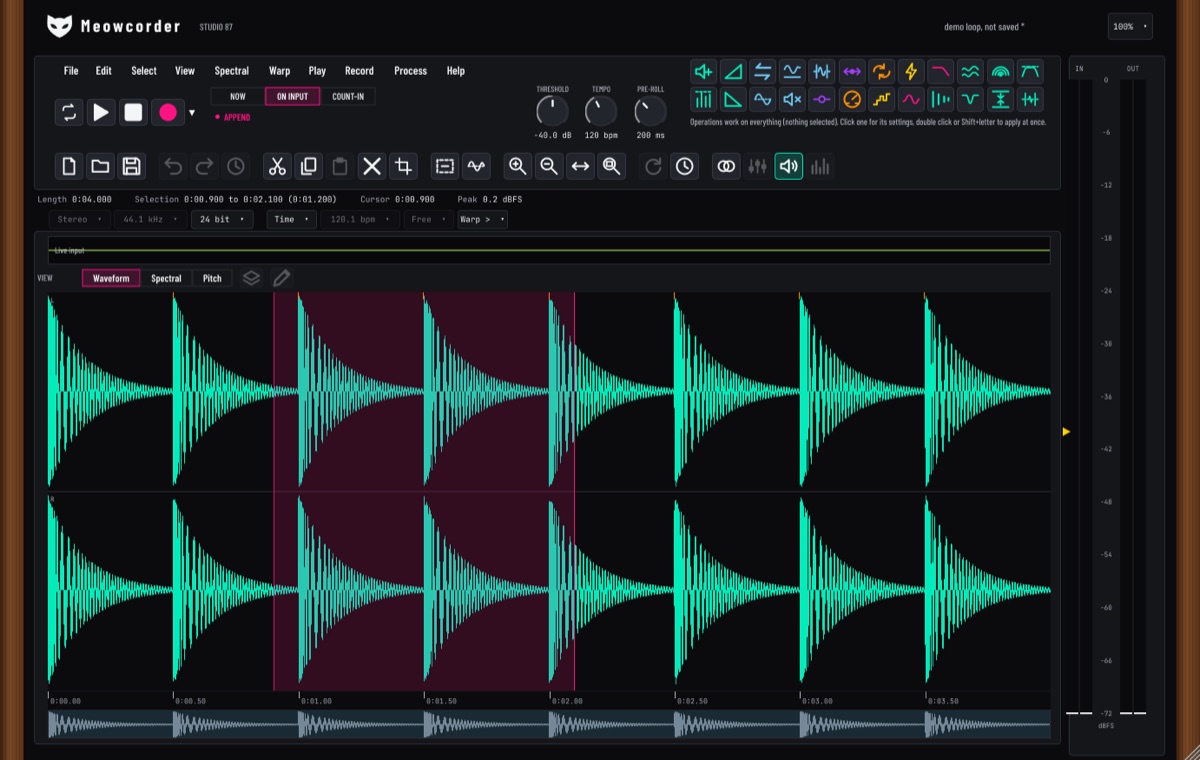 Meowcorder STUDIO 87 demo loop, not saved * 100%
File Edit Select View Spectral Warp Play Record Process Help
NOW ON INPUT COUNT-IN
APPEND
THRESHOLD TEMPO PRE-ROLL
-40.0 dB 120 bpm 200 ms
Operations work on everything (nothing selected). Click one for its settings, double click or Shift+letter to apply at once.
Length 0:04.000 Selection 0:00.900 to 0:02.100 (0:01.200) Cursor 0:00.900 Peak 0.2 dBFS
Stereo 44.1 kHz 24 bit Time 120.1 bpm Free Warp >
Live input
VIEW Waveform Spectral Pitch
R
0:00.00 0:00.50 0:01.00 0:01.50 0:02.00 0:02.50 0:03.00 0:03.50
IN OUT
0
-6
-12
-18
-24
-30
-36
-42
-48
-54
-60
-66
-72
dBFS